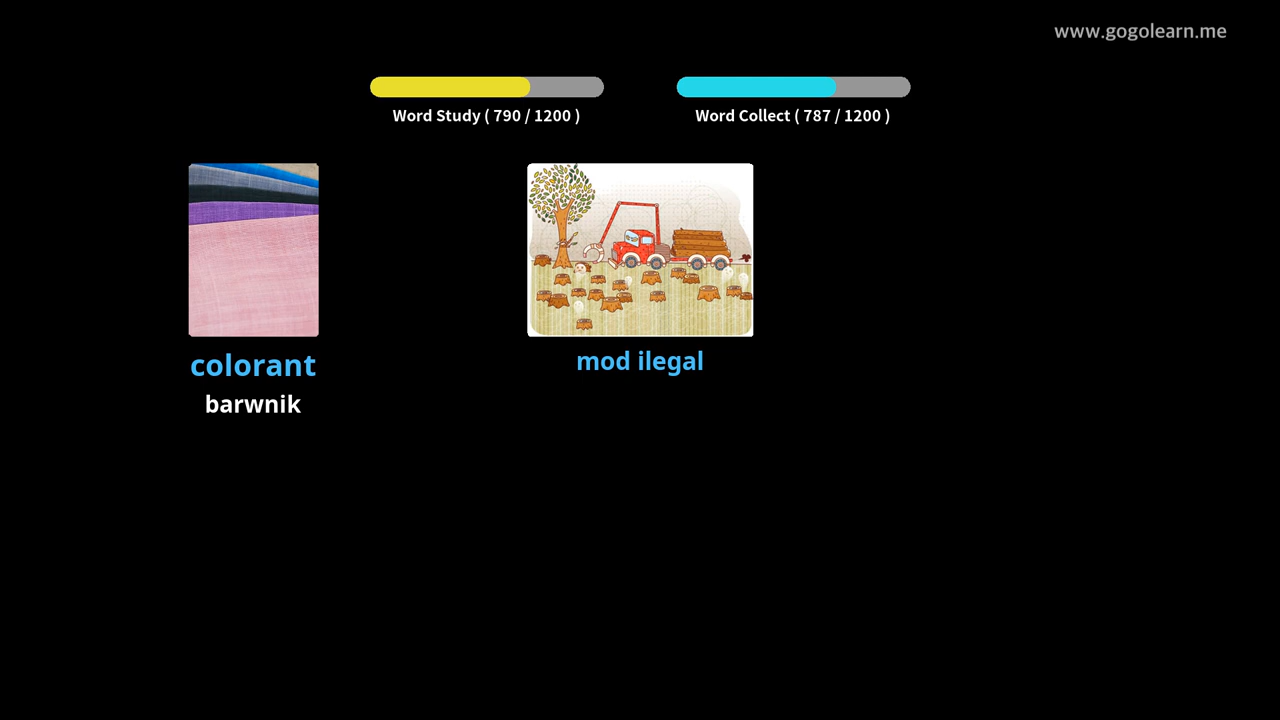 www.gogolearn.me
Word Study ( 790 / 1200 )
Word Collect ( 787 / 1200 )
colorant
barwnik
mod ilegal